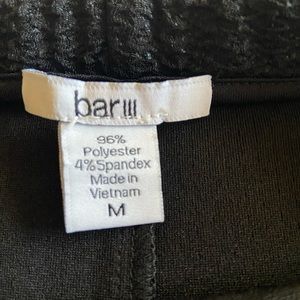 bar III
96%
Polyester
4% Spandex
Made in
Vietnam
M